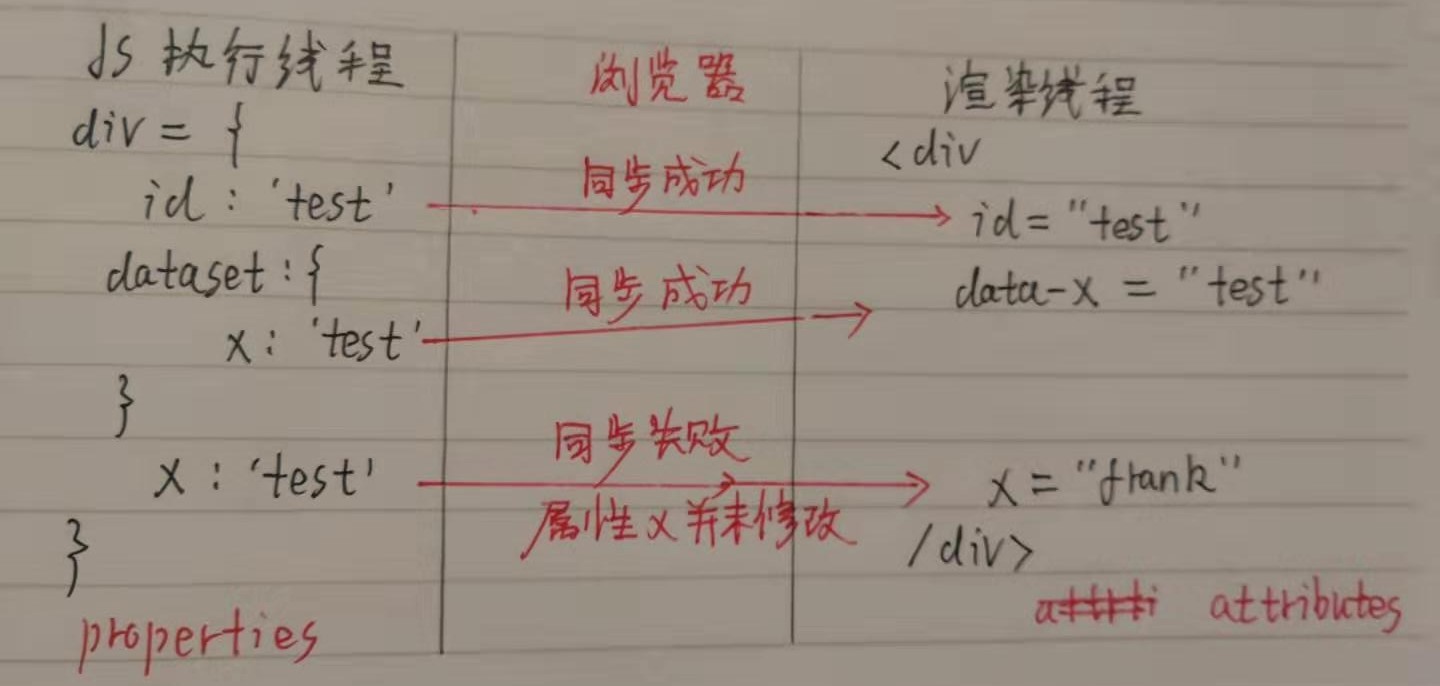 JS 执行线程
浏览器
渲染线程
div = {
<div
id : 'test'
同步成功
id = "test"
dataset : {
同步成功
data-x = "test"
x : 'test'
}
同步失败
x : 'test'
x = "frank"
属性x并未修改
}
/div>
properties
attributes